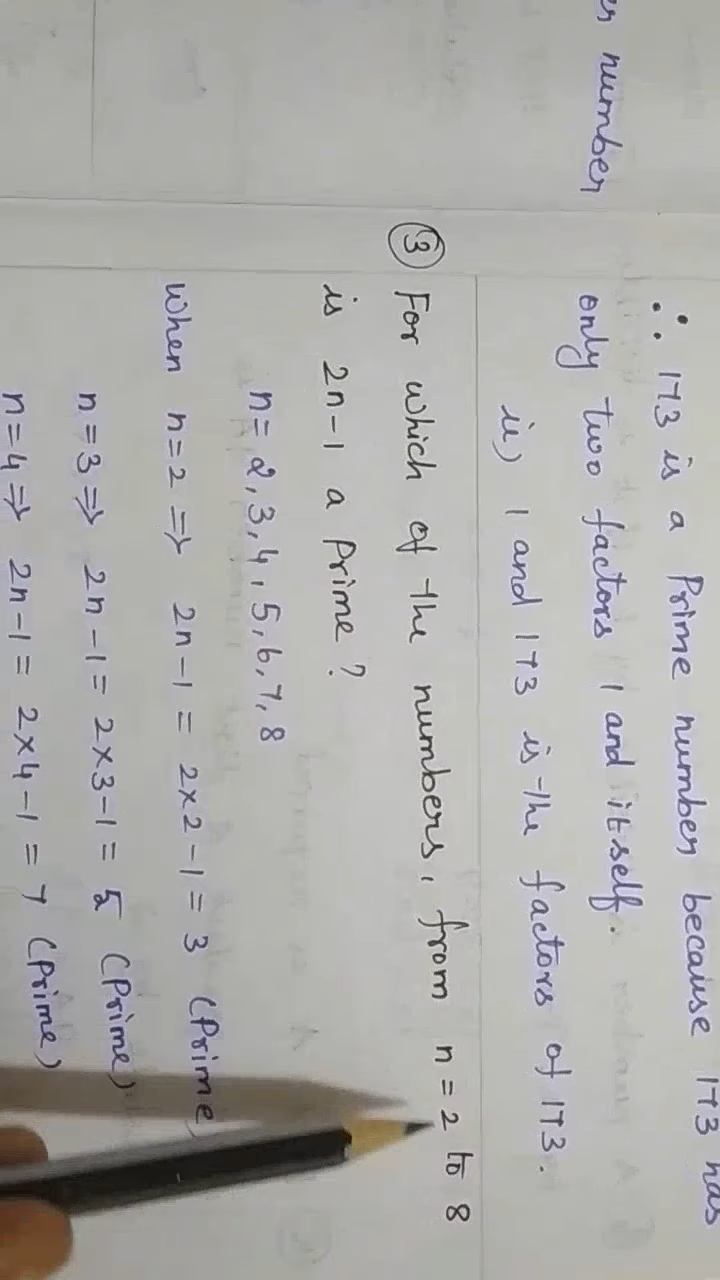 er number
∴ 173 is a Prime number because 173 has
only two factors 1 and itself.
ie) 1 and 173 is the factors of 173.
③ For which of the numbers, from n = 2 to 8
is 2n-1 a Prime?
n= 2,3,4,5,6,7,8
When n=2 ⇒ 2n-1 = 2×2-1 = 3 (Prime
n=3 ⇒ 2n-1 = 2×3-1 = 5 (Prime)
n=4 ⇒ 2n-1 = 2×4-1 = 7 (Prime)